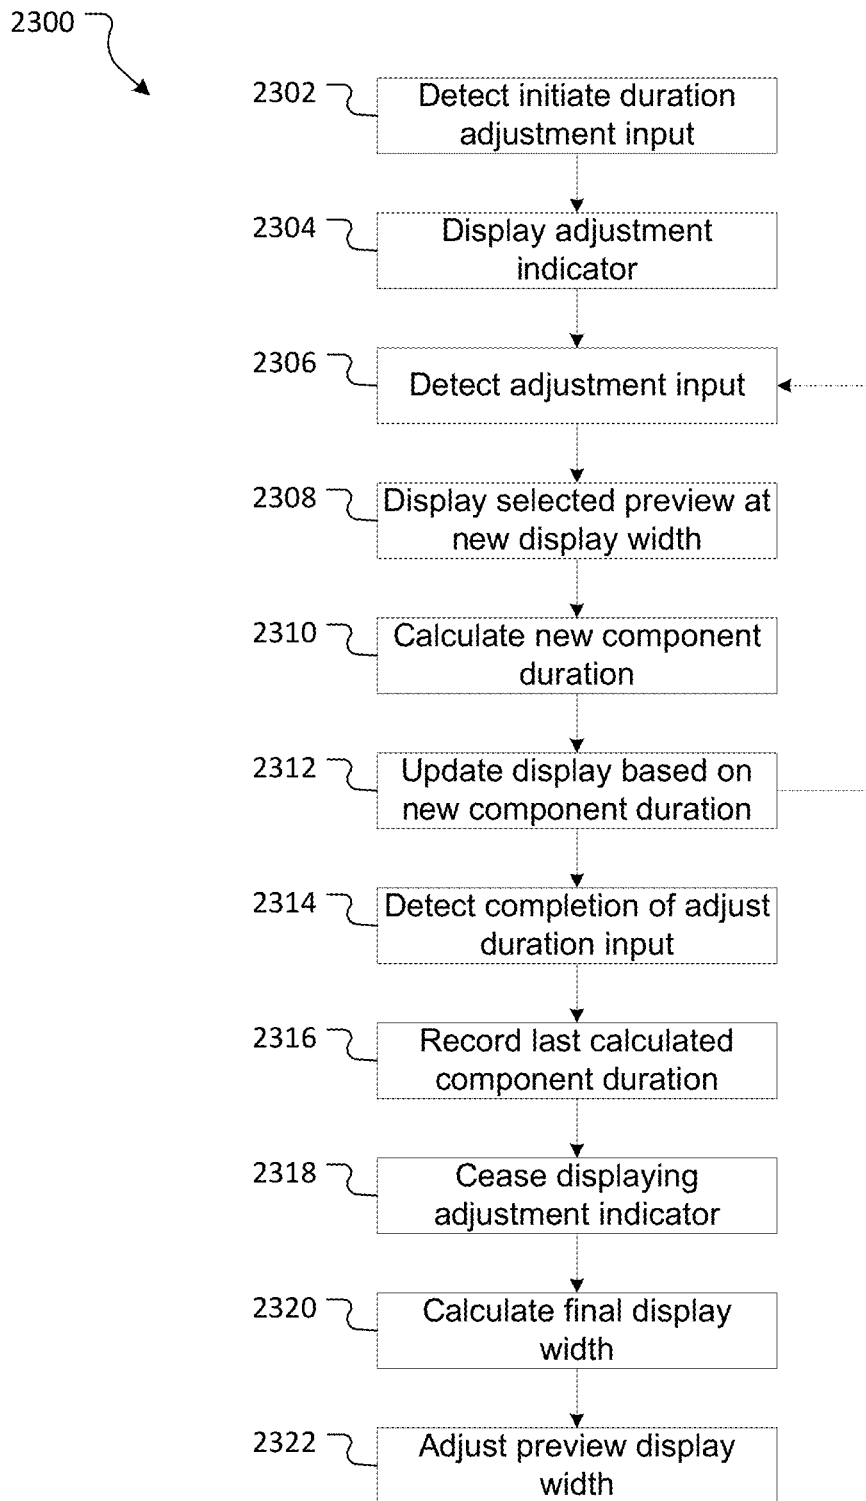 2300
2302
Detect initiate duration
adjustment input
2304
Display adjustment
indicator
2306
Detect adjustment input
2308
Display selected preview at
new display width
2310
Calculate new component
duration
2312
Update display based on
new component duration
2314
Detect completion of adjust
duration input
2316
Record last calculated
component duration
2318
Cease displaying
adjustment indicator
2320
Calculate final display
width
2322
Adjust preview display
width